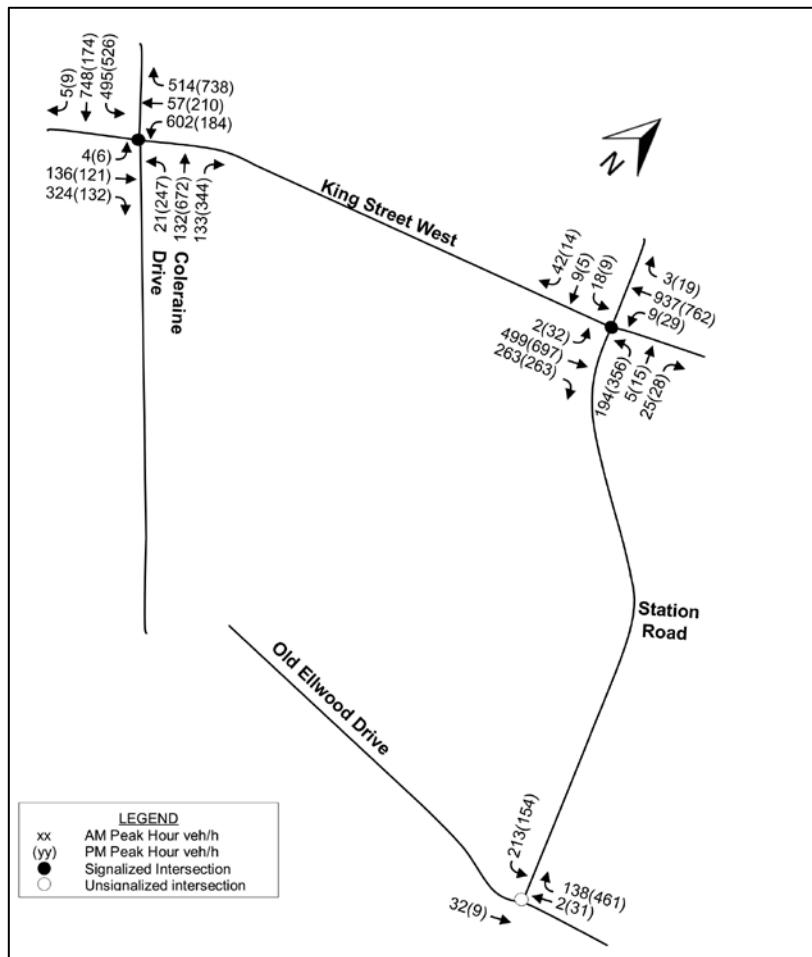 5(9)
748(174)
495(526)
514(738)
57(210)
602(184)
4(6)
136(121)
324(132)
21(247)
132(672)
133(344)
Coleraine
Drive
King Street West
N
42(14)
9(5)
18(9)
3(19)
937(762)
9(29)
2(32)
499(697)
263(263)
194(356)
5(15)
25(28)
Station
Road
Old Ellwood Drive
213(154)
138(461)
2(31)
32(9)
LEGEND
xx AM Peak Hour veh/h
(yy) PM Peak Hour veh/h
Signalized Intersection
Unsignalized intersection